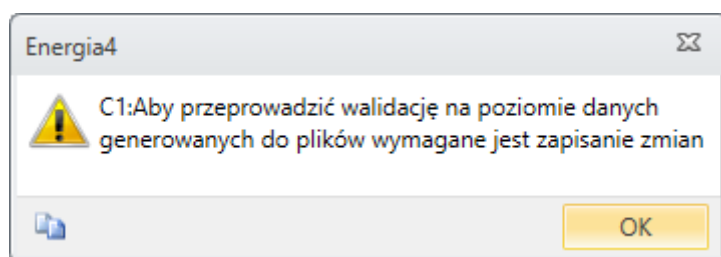 Energia4
C1:Aby przeprowadzić walidację na poziomie danych
generowanych do plików wymagane jest zapisanie zmian
OK